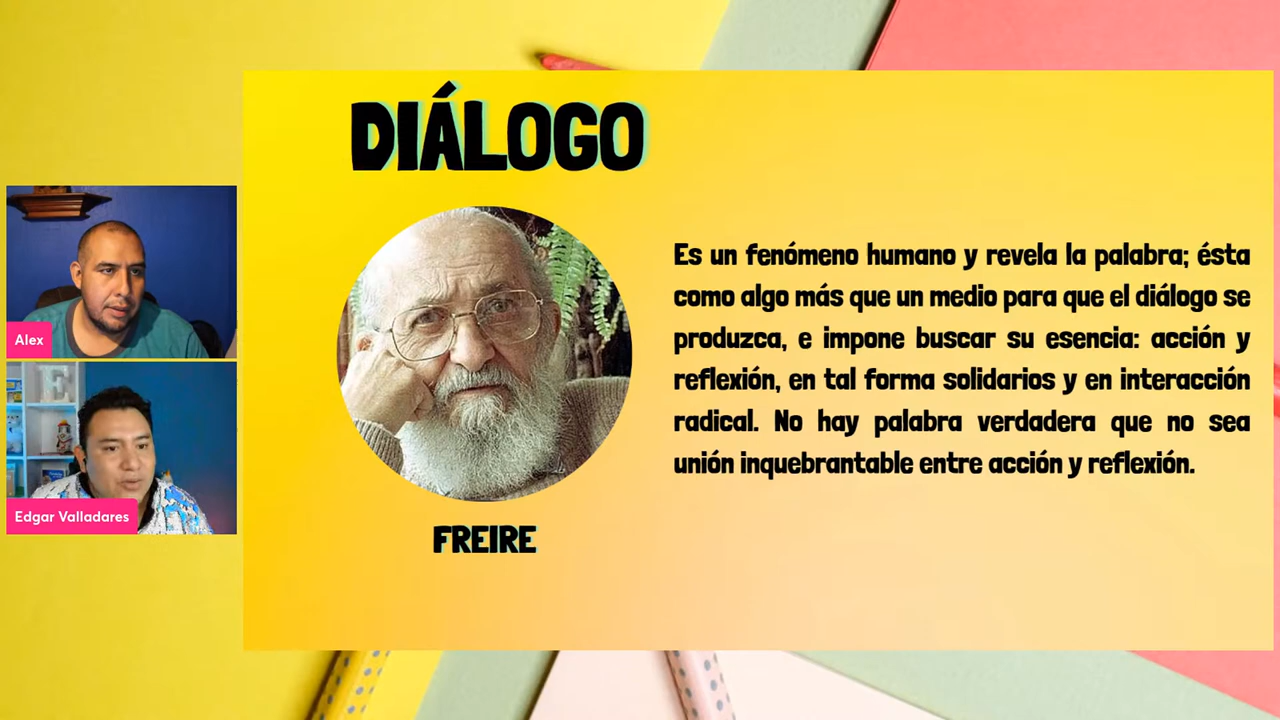 DIÁLOGO
Es un fenómeno humano y revela la palabra; ésta
como algo más que un medio para que el diálogo se
produzca, e impone buscar su esencia: acción y
reflexión, en tal forma solidarios y en interacción
radical. No hay palabra verdadera que no sea
unión inquebrantable entre acción y reflexión.
FREIRE
Alex
Edgar Valladares